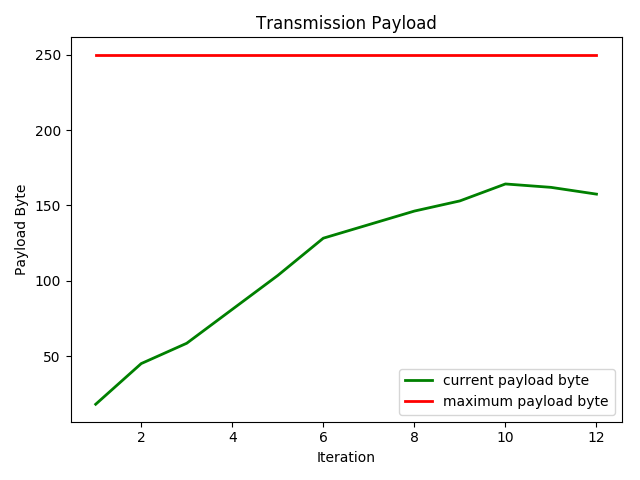 Transmission Payload
250
200
150
100
50
Payload Byte
2 4 6 8 10 12
Iteration
current payload byte
maximum payload byte